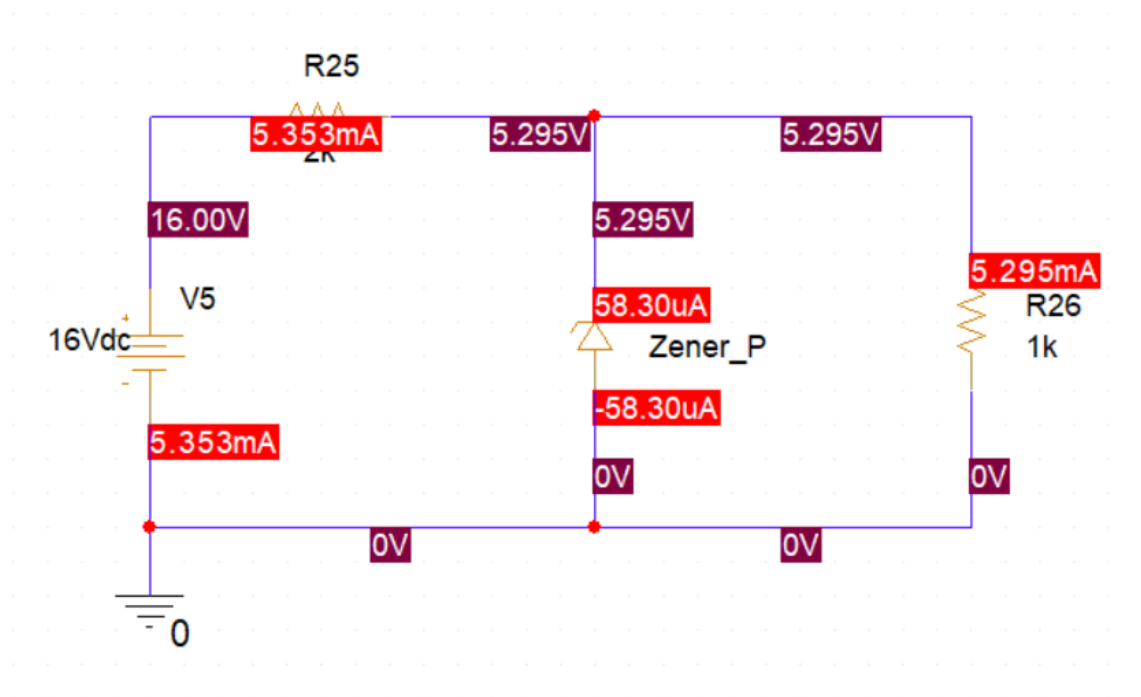 R25
5.353mA
2k
5.295V
5.295V
16.00V
5.295V
5.295mA
V5
58.30uA
R26
16Vdc
Zener_P
1k
-58.30uA
5.353mA
0V
0V
0V
0V
0